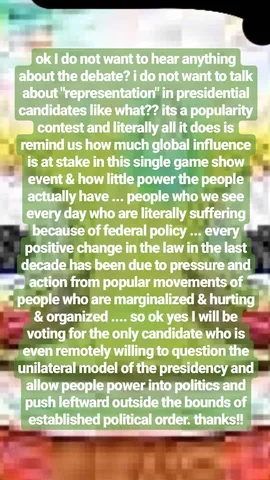 ok I do not want to hear anything
about the debate? i do not want to talk
about "representation" in presidential
candidates like what?? its a popularity
contest and literally all it does is
remind us how much global influence
is at stake in this single game show
event & how little power the people
actually have ... people who we see
every day who are literally suffering
because of federal policy ... every
positive change in the law in the last
decade has been due to pressure and
action from popular movements of
people who are marginalized & hurting
& organized .... so ok yes I will be
voting for the only candidate who is
even remotely willing to question the
unilateral model of the presidency and
allow people power into politics and
push leftward outside the bounds of
established political order. thanks!!